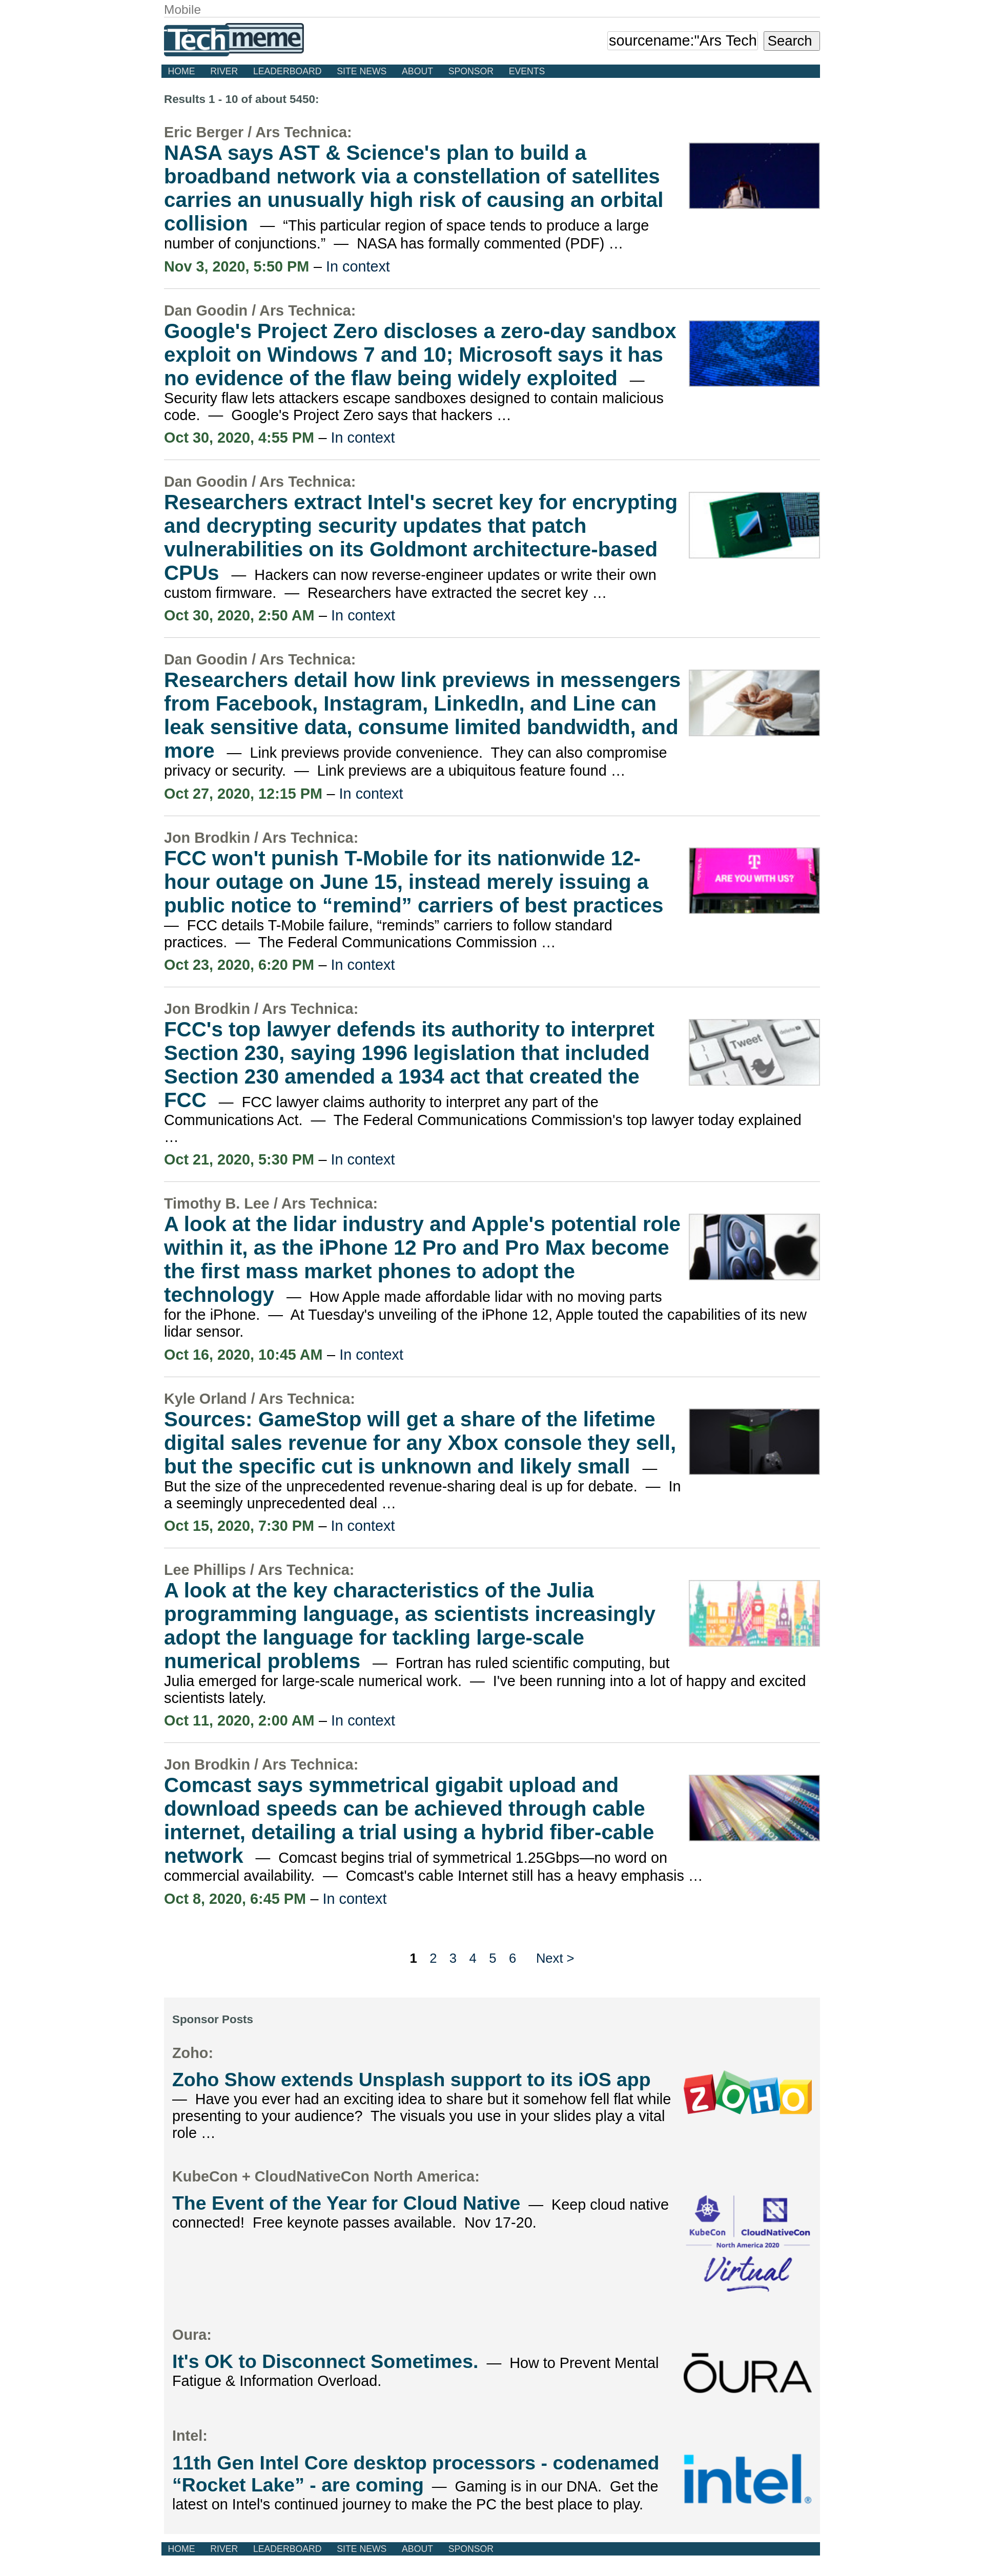 Mobile
Techmeme
sourcename:"Ars Tech
Search
HOME RIVER LEADERBOARD SITE NEWS ABOUT SPONSOR EVENTS
Results 1 - 10 of about 5450:
Eric Berger / Ars Technica:
NASA says AST & Science's plan to build a
broadband network via a constellation of satellites
carries an unusually high risk of causing an orbital
collision — “This particular region of space tends to produce a large
number of conjunctions.” — NASA has formally commented (PDF) …
Nov 3, 2020, 5:50 PM – In context
Dan Goodin / Ars Technica:
Google's Project Zero discloses a zero-day sandbox
exploit on Windows 7 and 10; Microsoft says it has
no evidence of the flaw being widely exploited —
Security flaw lets attackers escape sandboxes designed to contain malicious
code. — Google's Project Zero says that hackers …
Oct 30, 2020, 4:55 PM – In context
Dan Goodin / Ars Technica:
Researchers extract Intel's secret key for encrypting
and decrypting security updates that patch
vulnerabilities on its Goldmont architecture-based
CPUs — Hackers can now reverse-engineer updates or write their own
custom firmware. — Researchers have extracted the secret key …
Oct 30, 2020, 2:50 AM – In context
Dan Goodin / Ars Technica:
Researchers detail how link previews in messengers
from Facebook, Instagram, LinkedIn, and Line can
leak sensitive data, consume limited bandwidth, and
more — Link previews provide convenience. They can also compromise
privacy or security. — Link previews are a ubiquitous feature found …
Oct 27, 2020, 12:15 PM – In context
Jon Brodkin / Ars Technica:
FCC won't punish T-Mobile for its nationwide 12-
hour outage on June 15, instead merely issuing a
public notice to “remind” carriers of best practices
— FCC details T-Mobile failure, “reminds” carriers to follow standard
practices. — The Federal Communications Commission …
Oct 23, 2020, 6:20 PM – In context
T
ARE YOU WITH US?
Jon Brodkin / Ars Technica:
FCC's top lawyer defends its authority to interpret
Section 230, saying 1996 legislation that included
Section 230 amended a 1934 act that created the
FCC — FCC lawyer claims authority to interpret any part of the
Communications Act. — The Federal Communications Commission's top lawyer today explained
…
Oct 21, 2020, 5:30 PM – In context
Tweet
Timothy B. Lee / Ars Technica:
A look at the lidar industry and Apple's potential role
within it, as the iPhone 12 Pro and Pro Max become
the first mass market phones to adopt the
technology — How Apple made affordable lidar with no moving parts
for the iPhone. — At Tuesday's unveiling of the iPhone 12, Apple touted the capabilities of its new
lidar sensor.
Oct 16, 2020, 10:45 AM – In context
Kyle Orland / Ars Technica:
Sources: GameStop will get a share of the lifetime
digital sales revenue for any Xbox console they sell,
but the specific cut is unknown and likely small —
But the size of the unprecedented revenue-sharing deal is up for debate. — In
a seemingly unprecedented deal …
Oct 15, 2020, 7:30 PM – In context
Lee Phillips / Ars Technica:
A look at the key characteristics of the Julia
programming language, as scientists increasingly
adopt the language for tackling large-scale
numerical problems — Fortran has ruled scientific computing, but
Julia emerged for large-scale numerical work. — I've been running into a lot of happy and excited
scientists lately.
Oct 11, 2020, 2:00 AM – In context
Jon Brodkin / Ars Technica:
Comcast says symmetrical gigabit upload and
download speeds can be achieved through cable
internet, detailing a trial using a hybrid fiber-cable
network — Comcast begins trial of symmetrical 1.25Gbps—no word on
commercial availability. — Comcast's cable Internet still has a heavy emphasis …
Oct 8, 2020, 6:45 PM – In context
1 2 3 4 5 6 Next >
Sponsor Posts
Zoho:
Zoho Show extends Unsplash support to its iOS app
— Have you ever had an exciting idea to share but it somehow fell flat while
presenting to your audience? The visuals you use in your slides play a vital
role …
ZOHO
KubeCon + CloudNativeCon North America:
The Event of the Year for Cloud Native — Keep cloud native
connected! Free keynote passes available. Nov 17-20.
KubeCon CloudNativeCon
North America 2020
Virtual
Oura:
It's OK to Disconnect Sometimes. — How to Prevent Mental
Fatigue & Information Overload.
ŌURA
Intel:
11th Gen Intel Core desktop processors - codenamed
“Rocket Lake” - are coming — Gaming is in our DNA. Get the
latest on Intel's continued journey to make the PC the best place to play.
intel®
HOME RIVER LEADERBOARD SITE NEWS ABOUT SPONSOR